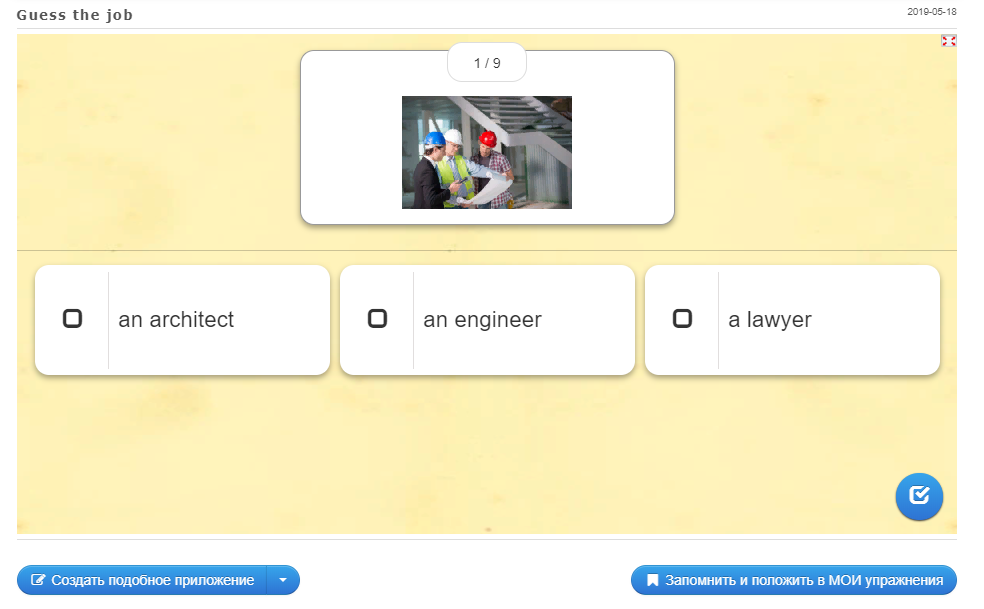 Guess the job
2019-05-18
1 / 9
an architect
an engineer
a lawyer
Создать подобное приложение
Запомнить и положить в МОИ упражнения